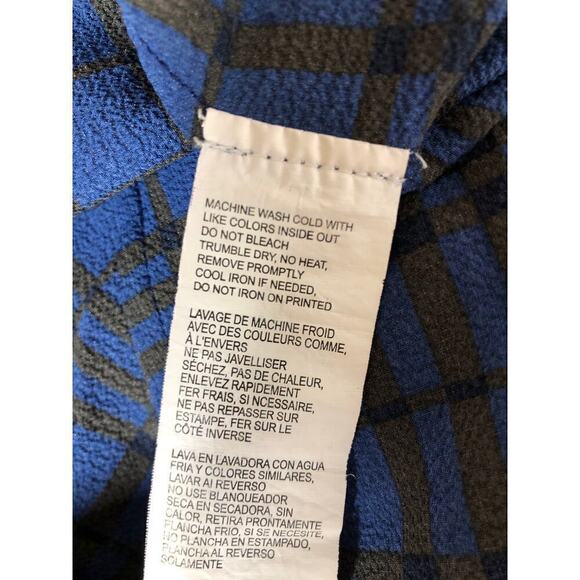 MACHINE WASH COLD WITH
LIKE COLORS INSIDE OUT
DO NOT BLEACH
TRUMBLE DRY, NO HEAT,
REMOVE PROMPTLY
COOL IRON IF NEEDED,
DO NOT IRON ON PRINTED
LAVAGE DE MACHINE FROID
AVEC DES COULEURS COMME,
À L'ENVERS
NE PAS JAVELLISER
SÉCHEZ, PAS DE CHALEUR,
ENLEVEZ RAPIDEMENT
FER FRAIS, SI NECESSAIRE,
NE PAS REPASSER SUR
ESTAMPE, FER SUR LE
CÔTÉ INVERSE
LAVA EN LAVADORA CON AGUA
FRIA Y COLORES SIMILARES.
LAVAR AI REVERSO
NO USE BLANQUEADOR
SECA EN SECADORA, SIN
CALOR, RETIRA PRONTAMENTE
PLANCHA FRIO, SI SE NECESITE,
NO PLANCHA EN ESTAMPADO,
PLANCHA AL REVERSO
SOLAMENTE